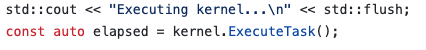 std::cout << "Executing kernel...\n" << std::flush;
const auto elapsed = kernel.ExecuteTask();